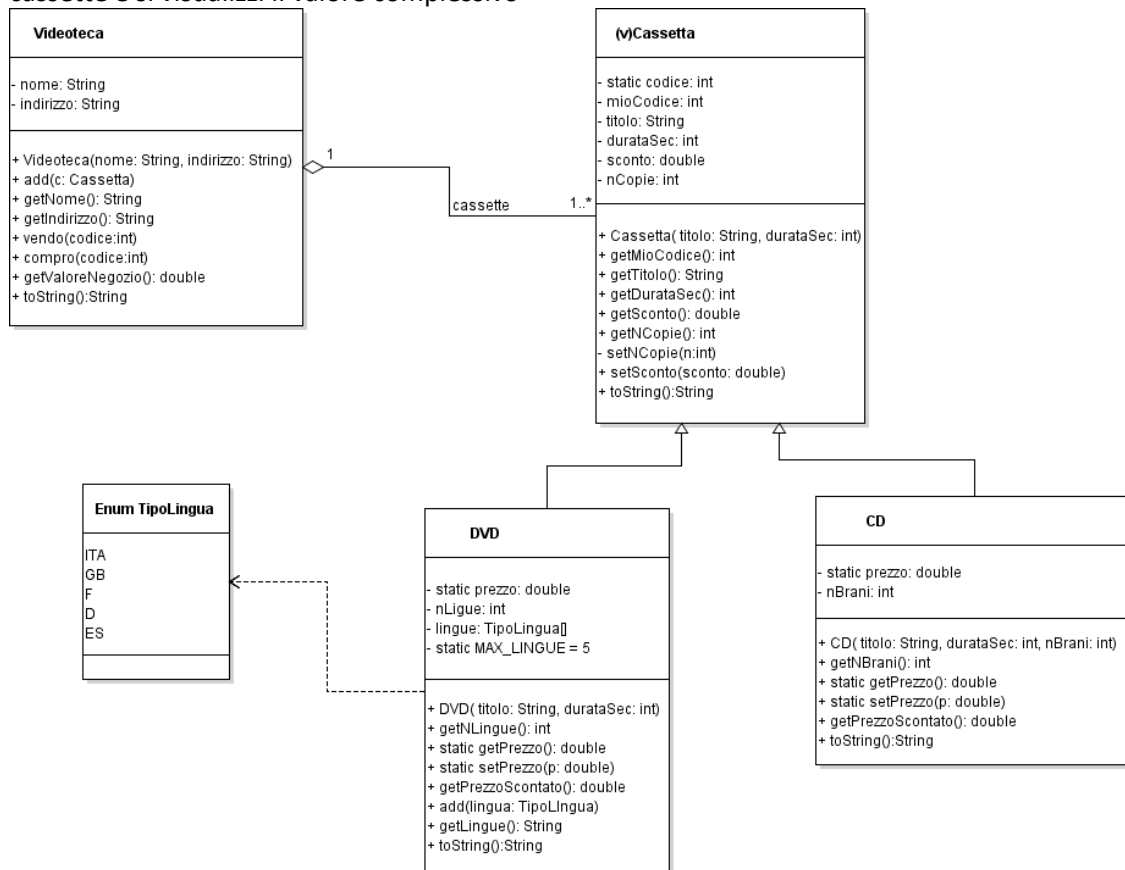 cassette e si visualizzi il valore complessivo
Videoteca
- nome: String
- indirizzo: String
+ Videoteca(nome: String, indirizzo: String)
+ add(c: Cassetta)
+ getNome(): String
+ getIndirizzo(): String
+ vendo(codice:int)
+ compro(codice:int)
+ getValoreNegozio(): double
+ toString():String
1
cassette
1..*
(v)Cassetta
- static codice: int
- mioCodice: int
- titolo: String
- durataSec: int
- sconto: double
- nCopie: int
+ Cassetta( titolo: String, durataSec: int)
+ getMioCodice(): int
+ getTitolo(): String
+ getDurataSec(): int
+ getSconto(): double
+ getNCopie(): int
- setNCopie(n:int)
+ setSconto(sconto: double)
+ toString():String
Enum TipoLingua
ITA
GB
F
D
ES
DVD
- static prezzo: double
- nLigue: int
- lingue: TipoLingua[]
- static MAX_LINGUE = 5
+ DVD( titolo: String, durataSec: int)
+ getNLingue(): int
+ static getPrezzo(): double
+ static setPrezzo(p: double)
+ getPrezzoScontato(): double
+ add(lingua: TipoLIngua)
+ getLingue(): String
+ toString():String
CD
- static prezzo: double
- nBrani: int
+ CD( titolo: String, durataSec: int, nBrani: int)
+ getNBrani(): int
+ static getPrezzo(): double
+ static setPrezzo(p: double)
+ getPrezzoScontato(): double
+ toString():String